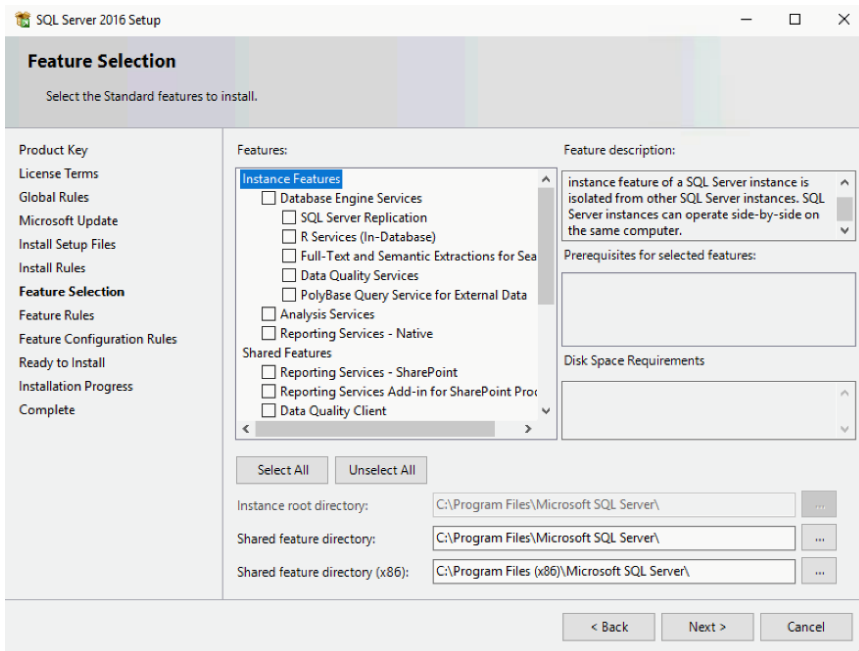 SQL Server 2016 Setup
Feature Selection
Select the Standard features to install.
Product Key
License Terms
Global Rules
Microsoft Update
Install Setup Files
Install Rules
Feature Selection
Feature Rules
Feature Configuration Rules
Ready to Install
Installation Progress
Complete
Features:
Instance Features
Database Engine Services
SQL Server Replication
R Services (In-Database)
Full-Text and Semantic Extractions for Sea
Data Quality Services
PolyBase Query Service for External Data
Analysis Services
Reporting Services - Native
Shared Features
Reporting Services - SharePoint
Reporting Services Add-in for SharePoint Proc
Data Quality Client
Feature description:
instance feature of a SQL Server instance is
isolated from other SQL Server instances. SQL
Server instances can operate side-by-side on
the same computer.
Prerequisites for selected features:
Disk Space Requirements
Select All
Unselect All
Instance root directory:
C:\Program Files\Microsoft SQL Server\
...
Shared feature directory:
C:\Program Files\Microsoft SQL Server\
...
Shared feature directory (x86):
C:\Program Files (x86)\Microsoft SQL Server\
...
< Back
Next >
Cancel